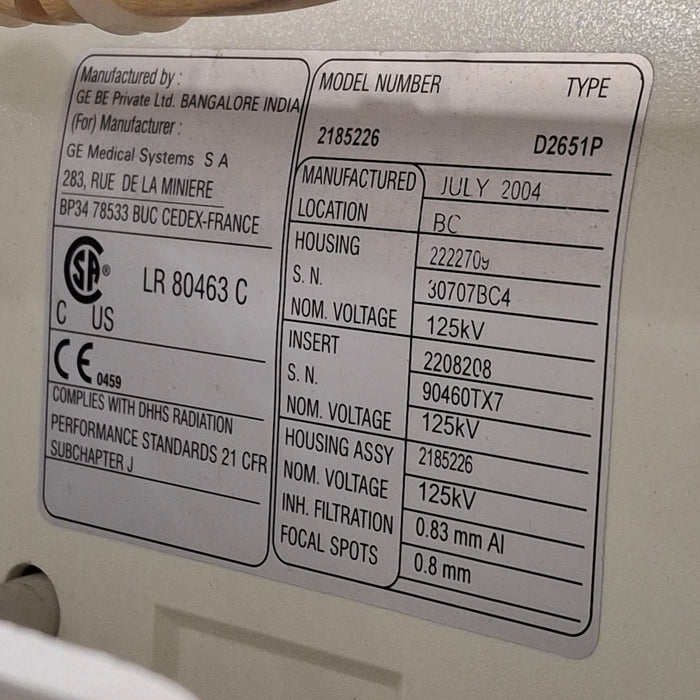 Manufactured by :
GE BE Private Ltd. BANGALORE INDIA
(For) Manufacturer :
GE Medical Systems S A
283, RUE DE LA MINIERE
BP34 78533 BUC CEDEX-FRANCE
SA ®
C US
LR 80463 C
CE 0459
COMPLIES WITH DHHS RADIATION
PERFORMANCE STANDARDS 21 CFR
SUBCHAPTER J
MODEL NUMBER TYPE
2185226 D2651P
MANUFACTURED JULY 2004
LOCATION BC
HOUSING 2222709
S. N. 30707BC4
NOM. VOLTAGE 125kV
INSERT 2208208
S. N. 90460TX7
NOM. VOLTAGE 125kV
HOUSING ASSY 2185226
NOM. VOLTAGE 125kV
INH. FILTRATION 0.83 mm Al
FOCAL SPOTS 0.8 mm